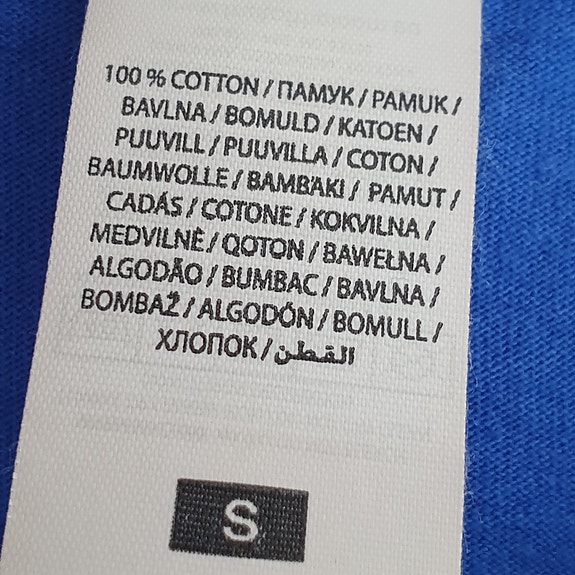 100 % COTTON / ПАМУК / PAMUK /
BAVLNA / BOMULD / KATOEN /
PUUVILL / PUUVILLA / COTON /
BAUMWOLLE / BAMBAKI / PAMUT /
CADÁS / COTONE / KOKVILNA /
MEDVILNĖ / QOTON / BAWEŁNA /
ALGODÃO / BUMBAC / BAVLNA /
BOMBAŽ / ALGODÓN / BOMULL /
ХЛОПОК / القطن
S